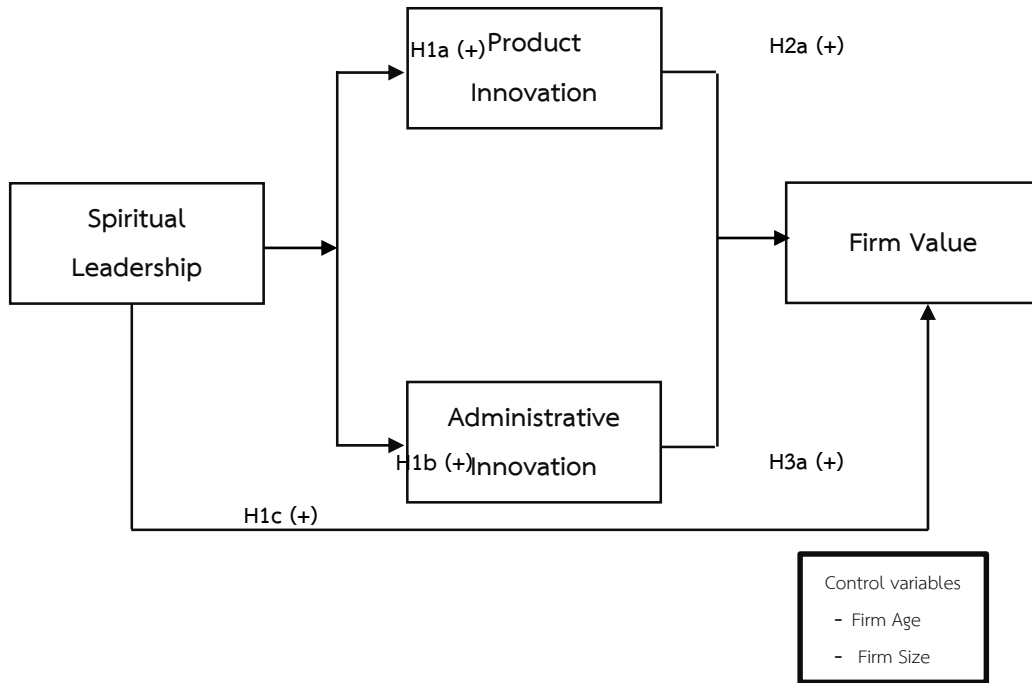 H1a (+)
Product
Innovation
H2a (+)
Spiritual
Leadership
Firm Value
Administrative
Innovation
H1b (+)
H3a (+)
H1c (+)
Control variables
- Firm Age
- Firm Size